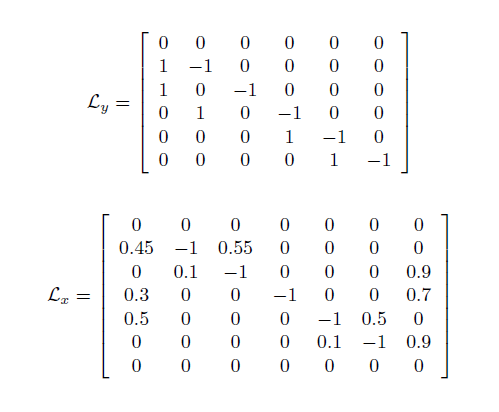 0 0 0 0 0 0
1 −1 0 0 0 0
1 0 −1 0 0 0
ℒy = 0 1 0 −1 0 0
0 0 0 1 −1 0
0 0 0 0 1 −1
0 0 0 0 0 0 0
0.45 −1 0.55 0 0 0 0
0 0.1 −1 0 0 0 0.9
ℒx = 0.3 0 0 −1 0 0 0.7
0.5 0 0 0 −1 0.5 0
0 0 0 0 0.1 −1 0.9
0 0 0 0 0 0 0